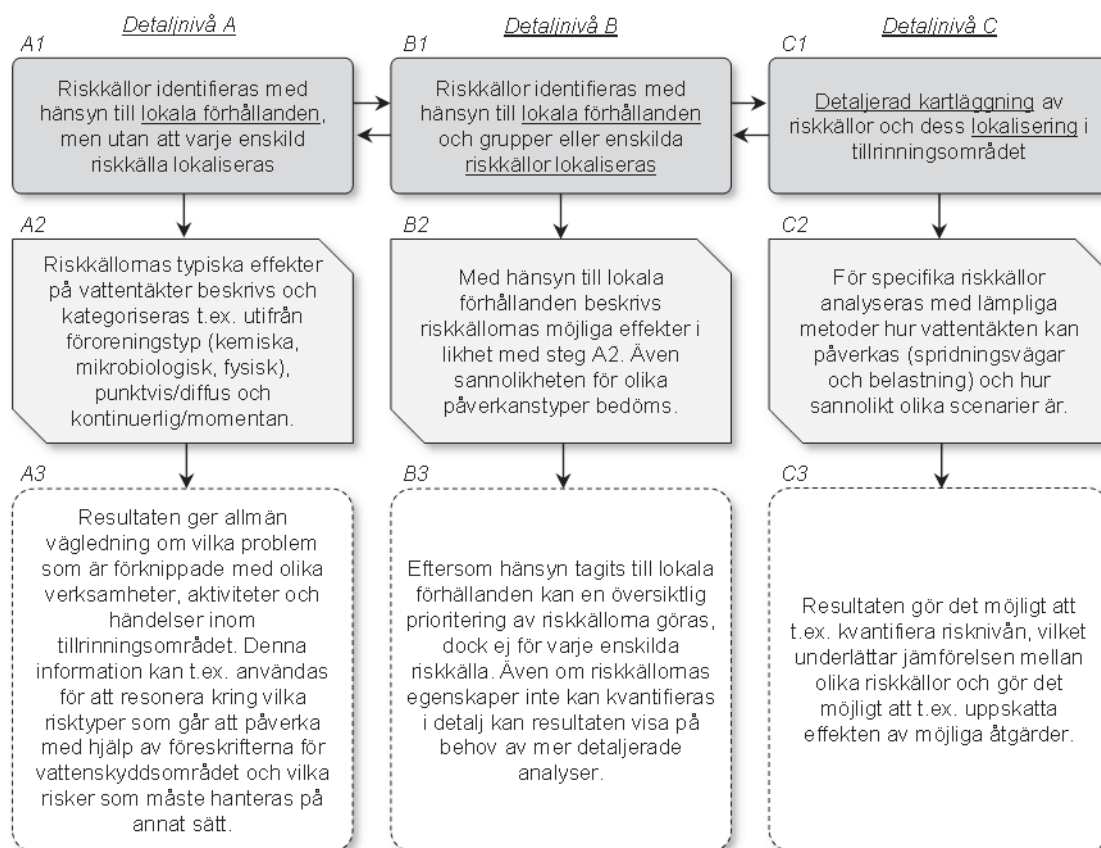 Detaljnivå A
A1
Riskkällor identifieras med
hänsyn till lokala förhållanden,
men utan att varje enskild
riskkälla lokaliseras
A2
Riskkällornas typiska effekter
på vattentäkter beskrivs och
kategoriseras t.ex. utifrån
föroreningstyp (kemiska,
mikrobiologisk, fysisk),
punktvis/diffus och
kontinuerlig/momentan.
A3
Resultaten ger allmän
vägledning om vilka problem
som är förknippade med olika
verksamheter, aktiviteter och
händelser inom
tillrinningsområdet. Denna
information kan t.ex. användas
för att resonera kring vilka
risktyper som går att påverka
med hjälp av föreskrifterna för
vattenskyddsområdet och vilka
risker som måste hanteras på
annat sätt.
Detaljnivå B
B1
Riskkällor identifieras med
hänsyn till lokala förhållanden
och grupper eller enskilda
riskkällor lokaliseras
B2
Med hänsyn till lokala
förhållanden beskrivs
riskkällornas möjliga effekter i
likhet med steg A2. Även
sannolikheten för olika
påverkanstyper bedöms.
B3
Eftersom hänsyn tagits till lokala
förhållanden kan en översiktlig
prioritering av riskkällorna göras,
dock ej för varje enskilda
riskkälla. Även om riskkällornas
egenskaper inte kan kvantifieras
i detalj kan resultaten visa på
behov av mer detaljerade
analyser.
Detaljnivå C
C1
Detaljerad kartläggning av
riskkällor och dess lokalisering i
tillrinningsområdet
C2
För specifika riskkällor
analyseras med lämpliga
metoder hur vattentäkten kan
påverkas (spridningsvägar
och belastning) och hur
sannolikt olika scenarier är.
C3
Resultaten gör det möjligt att
t.ex. kvantifiera risknivån, vilket
underlättar jämförelsen mellan
olika riskkällor och gör det
möjligt att t.ex. uppskatta
effekten av möjliga åtgärder.